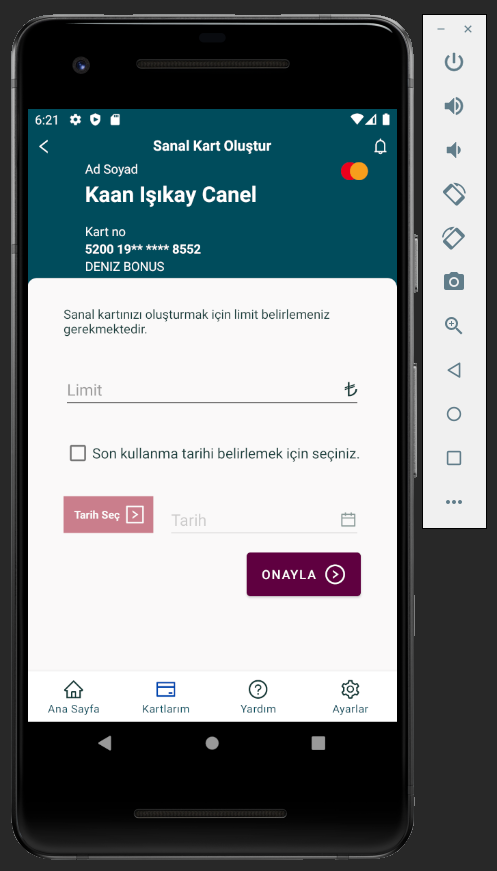 6:21
Sanal Kart Oluştur
Ad Soyad
Kaan Işıkay Canel
Kart no
5200 19** **** 8552
DENIZ BONUS
Sanal kartınızı oluşturmak için limit belirlemeniz
gerekmektedir.
Limit ₺
Son kullanma tarihi belirlemek için seçiniz.
Tarih Seç
Tarih
ONAYLA
Ana Sayfa Kartlarım Yardım Ayarlar